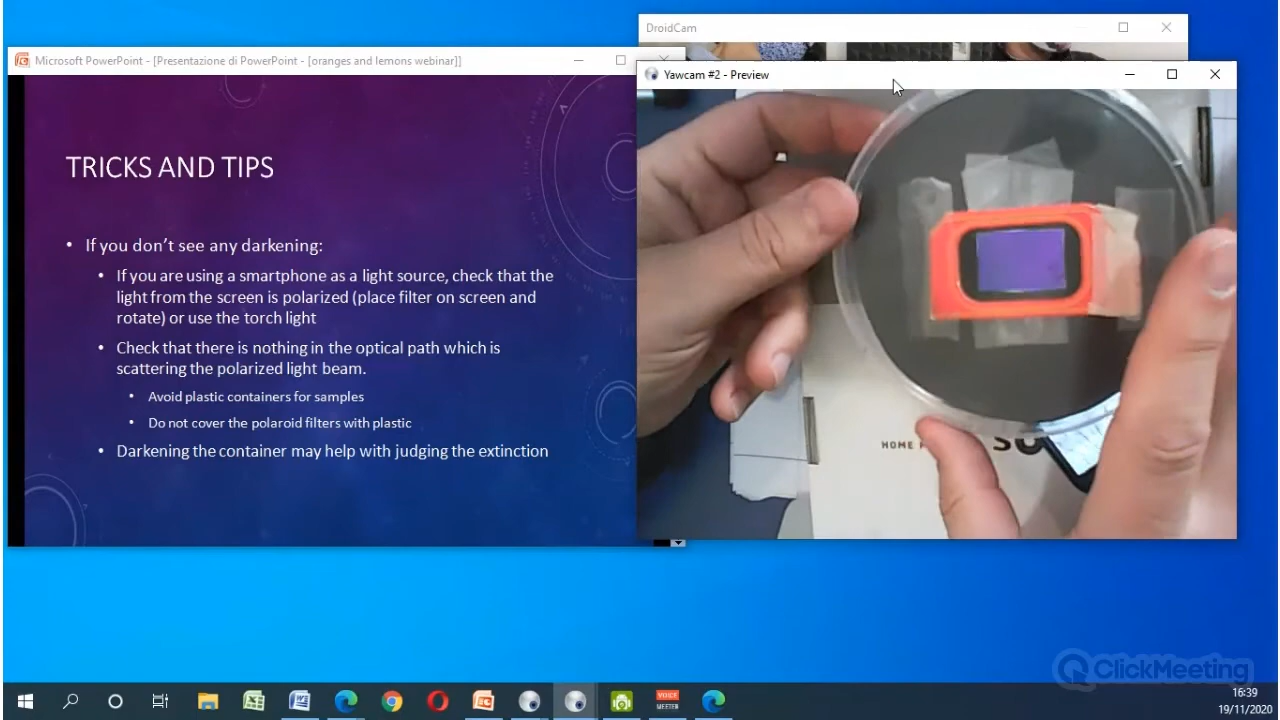 DroidCam
Microsoft PowerPoint - [Presentazione di PowerPoint - [oranges and lemons webinar]]
Yawcam #2 - Preview
TRICKS AND TIPS
• If you don't see any darkening:
• If you are using a smartphone as a light source, check that the
light from the screen is polarized (place filter on screen and
rotate) or use the torch light
• Check that there is nothing in the optical path which is
scattering the polarized light beam.
• Avoid plastic containers for samples
• Do not cover the polaroid filters with plastic
• Darkening the container may help with judging the extinction
HOME
ClickMeeting
VOICE
MEETER
16:39
19/11/2020